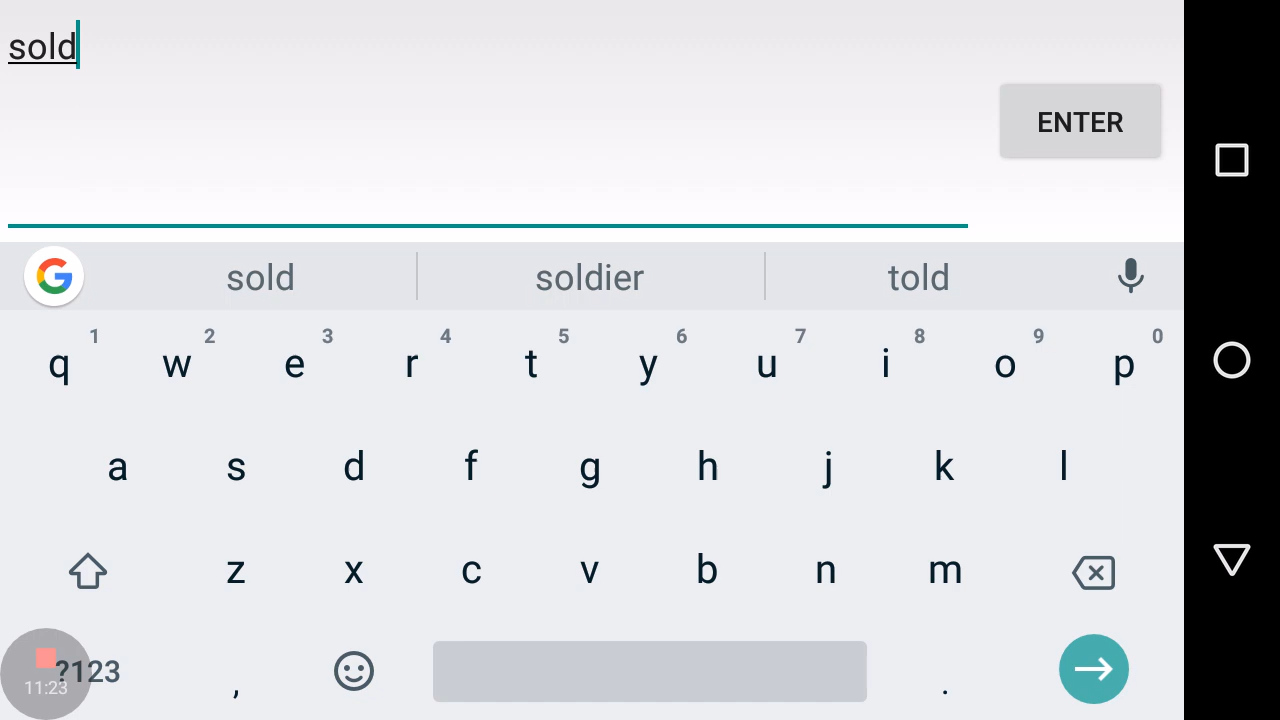 sold
ENTER
sold soldier told
1 2 3 4 5 6 7 8 9 0
q w e r t y u i o p
a s d f g h j k l
z x c v b n m
?123 , .
11:23